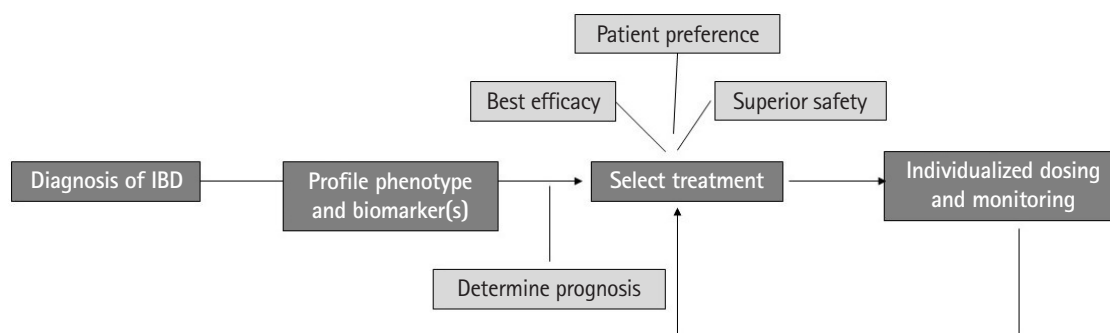 Patient preference
Best efficacy
Superior safety
Diagnosis of IBD
Profile phenotype
and biomarker(s)
Select treatment
Individualized dosing
and monitoring
Determine prognosis